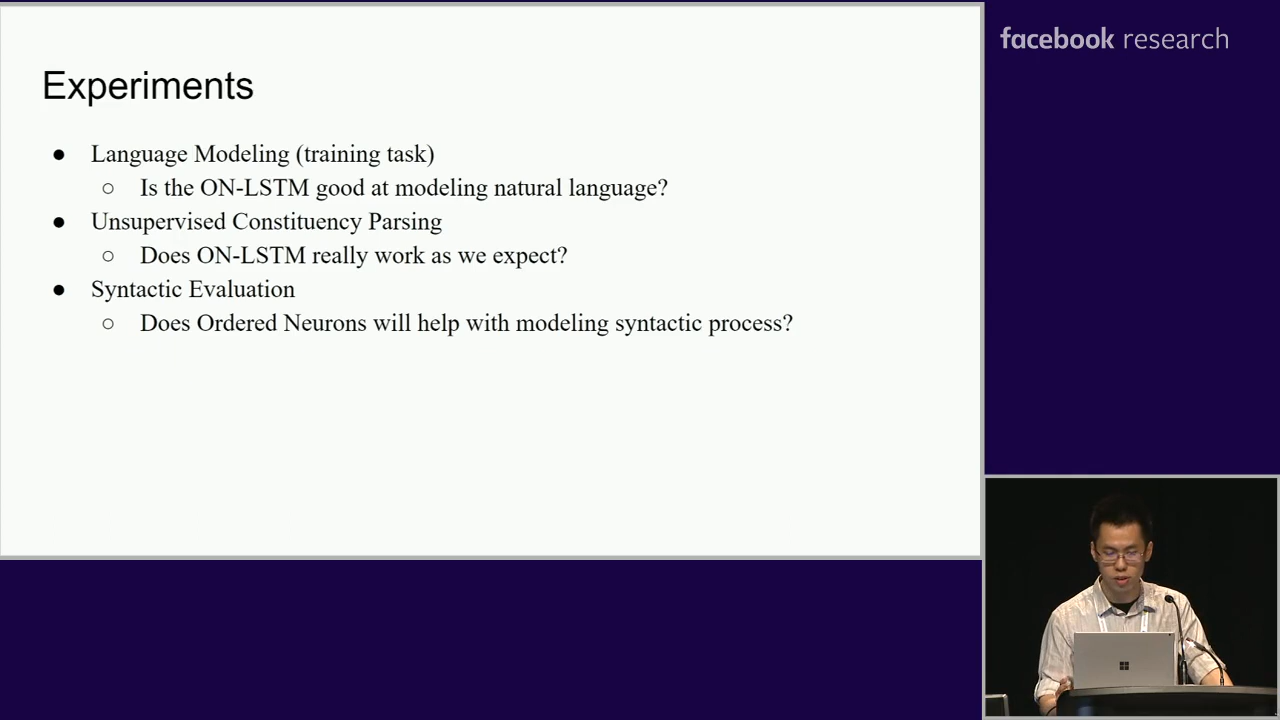 facebook research
Experiments
● Language Modeling (training task)
○ Is the ON-LSTM good at modeling natural language?
● Unsupervised Constituency Parsing
○ Does ON-LSTM really work as we expect?
● Syntactic Evaluation
○ Does Ordered Neurons will help with modeling syntactic process?